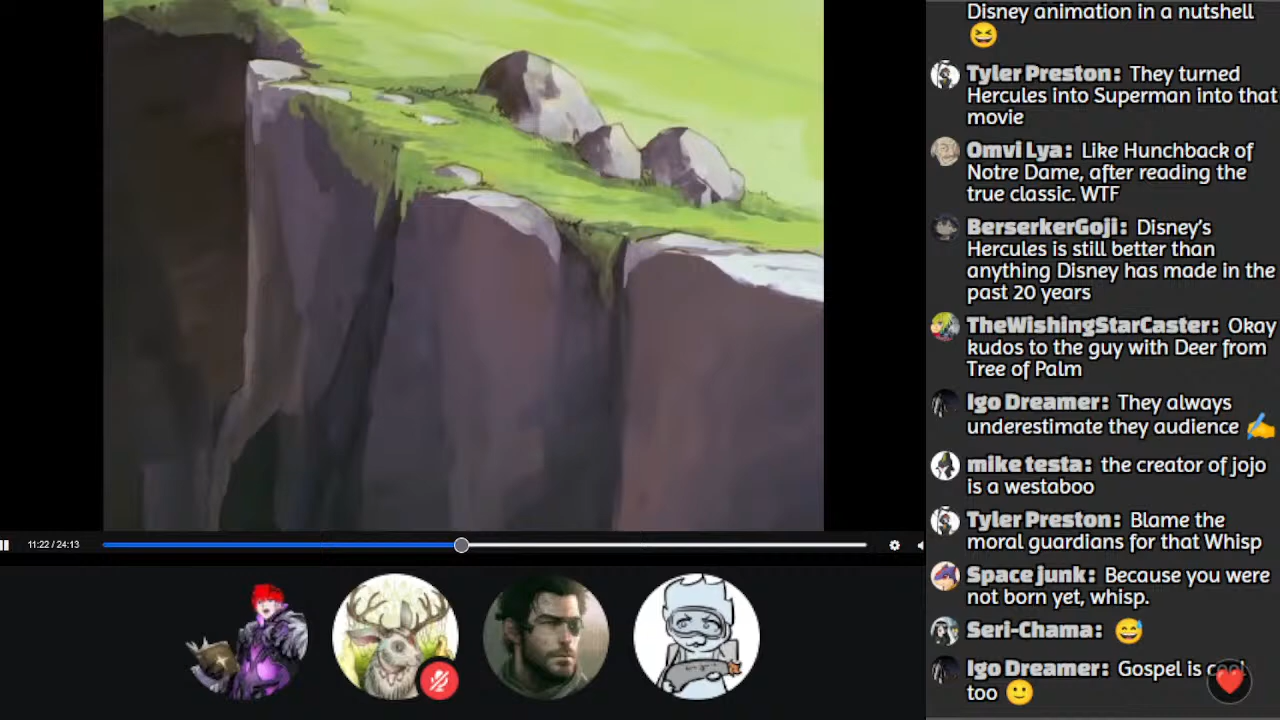 Disney animation in a nutshell
😆
Tyler Preston: They turned
Hercules into Superman into that
movie
Omvi Lya: Like Hunchback of
Notre Dame, after reading the
true classic. WTF
BerserkerGoji: Disney's
Hercules is still better than
anything Disney has made in the
past 20 years
TheWishingStarCaster: Okay
kudos to the guy with Deer from
Tree of Palm
Igo Dreamer: They always
underestimate they audience ✍️
mike testa: the creator of jojo
is a westaboo
Tyler Preston: Blame the
moral guardians for that Whisp
Space junk: Because you were
not born yet, whisp.
Seri-Chama: 😅
Igo Dreamer: Gospel is cool
too 🙂
11:22 / 24:13